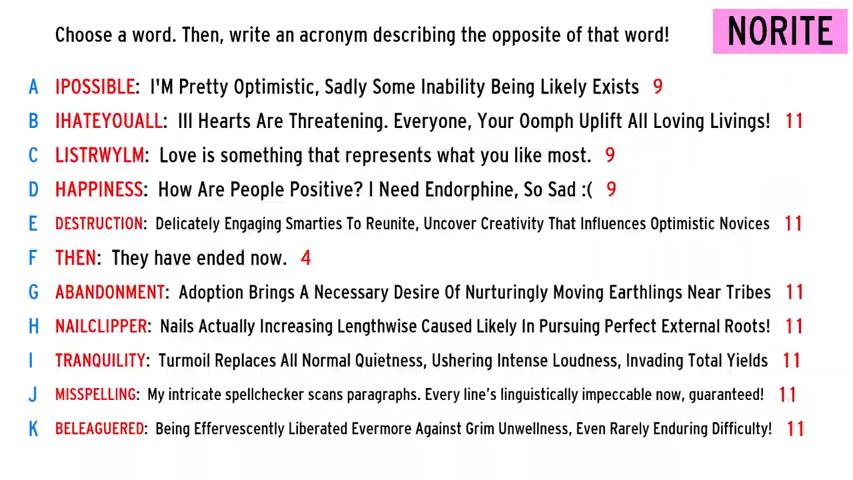 Choose a word. Then, write an acronym describing the opposite of that word!
NORITE
A IPOSSIBLE: I'M Pretty Optimistic, Sadly Some Inability Being Likely Exists 9
B IHATEYOUALL: Ill Hearts Are Threatening. Everyone, Your Oomph Uplift All Loving Livings! 11
C LISTRWYLM: Love is something that represents what you like most. 9
D HAPPINESS: How Are People Positive? I Need Endorphine, So Sad :( 9
E DESTRUCTION: Delicately Engaging Smarties To Reunite, Uncover Creativity That Influences Optimistic Novices 11
F THEN: They have ended now. 4
G ABANDONMENT: Adoption Brings A Necessary Desire Of Nurturingly Moving Earthlings Near Tribes 11
H NAILCLIPPER: Nails Actually Increasing Lengthwise Caused Likely In Pursuing Perfect External Roots! 11
I TRANQUILITY: Turmoil Replaces All Normal Quietness, Ushering Intense Loudness, Invading Total Yields 11
J MISSPELLING: My intricate spellchecker scans paragraphs. Every line's linguistically impeccable now, guaranteed! 11
K BELEAGUERED: Being Effervescently Liberated Evermore Against Grim Unwellness, Even Rarely Enduring Difficulty! 11